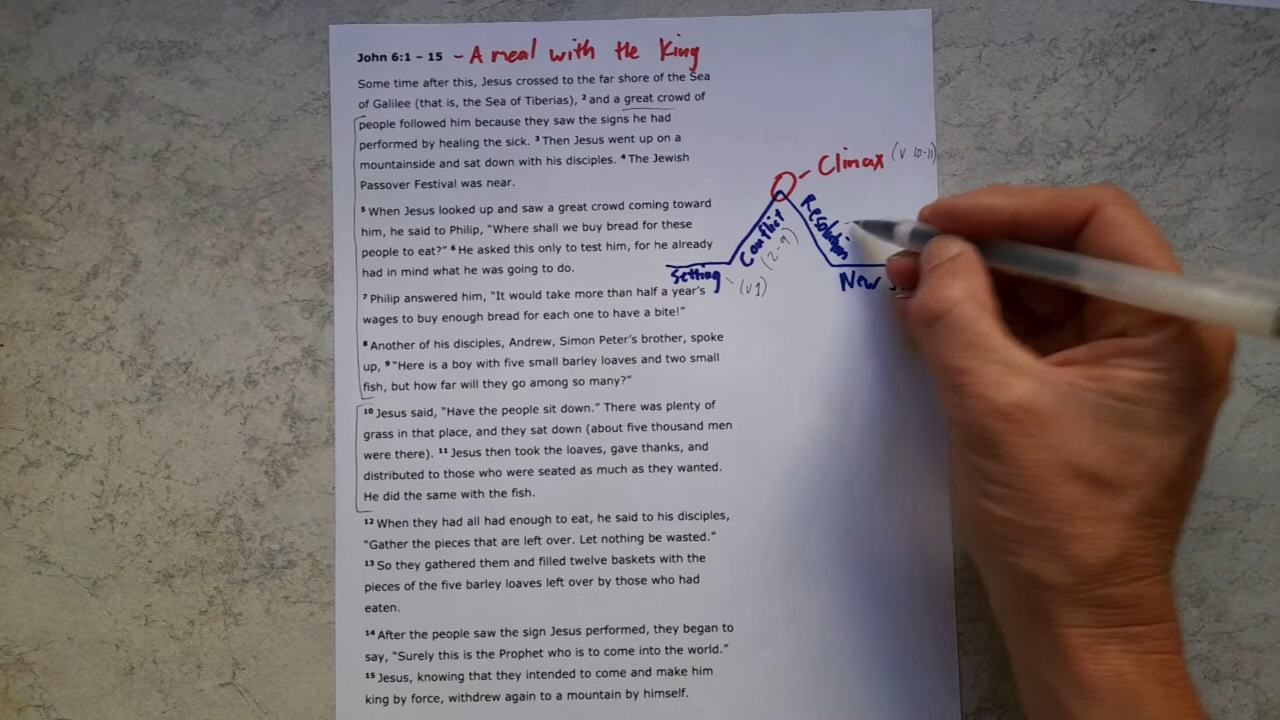 John 6:1 – 15 - A meal with the King
Some time after this, Jesus crossed to the far shore of the Sea
of Galilee (that is, the Sea of Tiberias), ² and a great crowd of
people followed him because they saw the signs he had
performed by healing the sick. ³ Then Jesus went up on a
mountainside and sat down with his disciples. ⁴ The Jewish
Passover Festival was near.
⁵ When Jesus looked up and saw a great crowd coming toward
him, he said to Philip, “Where shall we buy bread for these
people to eat?” ⁶ He asked this only to test him, for he already
had in mind what he was going to do.
⁷ Philip answered him, “It would take more than half a year’s
wages to buy enough bread for each one to have a bite!”
⁸ Another of his disciples, Andrew, Simon Peter’s brother, spoke
up, ⁹ “Here is a boy with five small barley loaves and two small
fish, but how far will they go among so many?”
¹⁰ Jesus said, “Have the people sit down.” There was plenty of
grass in that place, and they sat down (about five thousand men
were there). ¹¹ Jesus then took the loaves, gave thanks, and
distributed to those who were seated as much as they wanted.
He did the same with the fish.
¹² When they had all had enough to eat, he said to his disciples,
“Gather the pieces that are left over. Let nothing be wasted.”
¹³ So they gathered them and filled twelve baskets with the
pieces of the five barley loaves left over by those who had
eaten.
¹⁴ After the people saw the sign Jesus performed, they began to
say, “Surely this is the Prophet who is to come into the world.”
¹⁵ Jesus, knowing that they intended to come and make him
king by force, withdrew again to a mountain by himself.
Climax (v 10-11)
Setting
(v1)
Conflict
(2-9)
Resolution
New